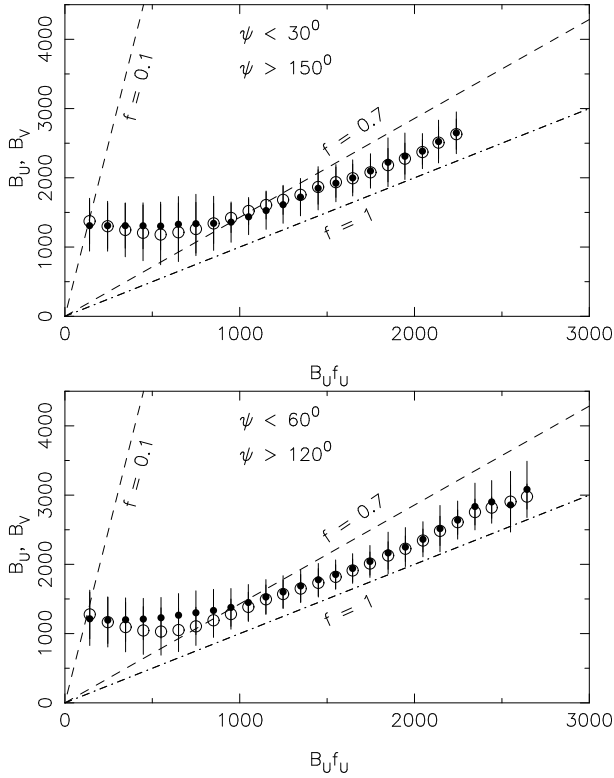 4000
3000
2000
1000
0
B_U, B_V
f = 0.1
ψ < 30⁰
ψ > 150⁰
f = 0.7
f = 1
0 1000 2000 3000
B_U f_U
4000
3000
2000
1000
0
B_U, B_V
f = 0.1
ψ < 60⁰
ψ > 120⁰
f = 0.7
f = 1
0 1000 2000 3000
B_U f_U